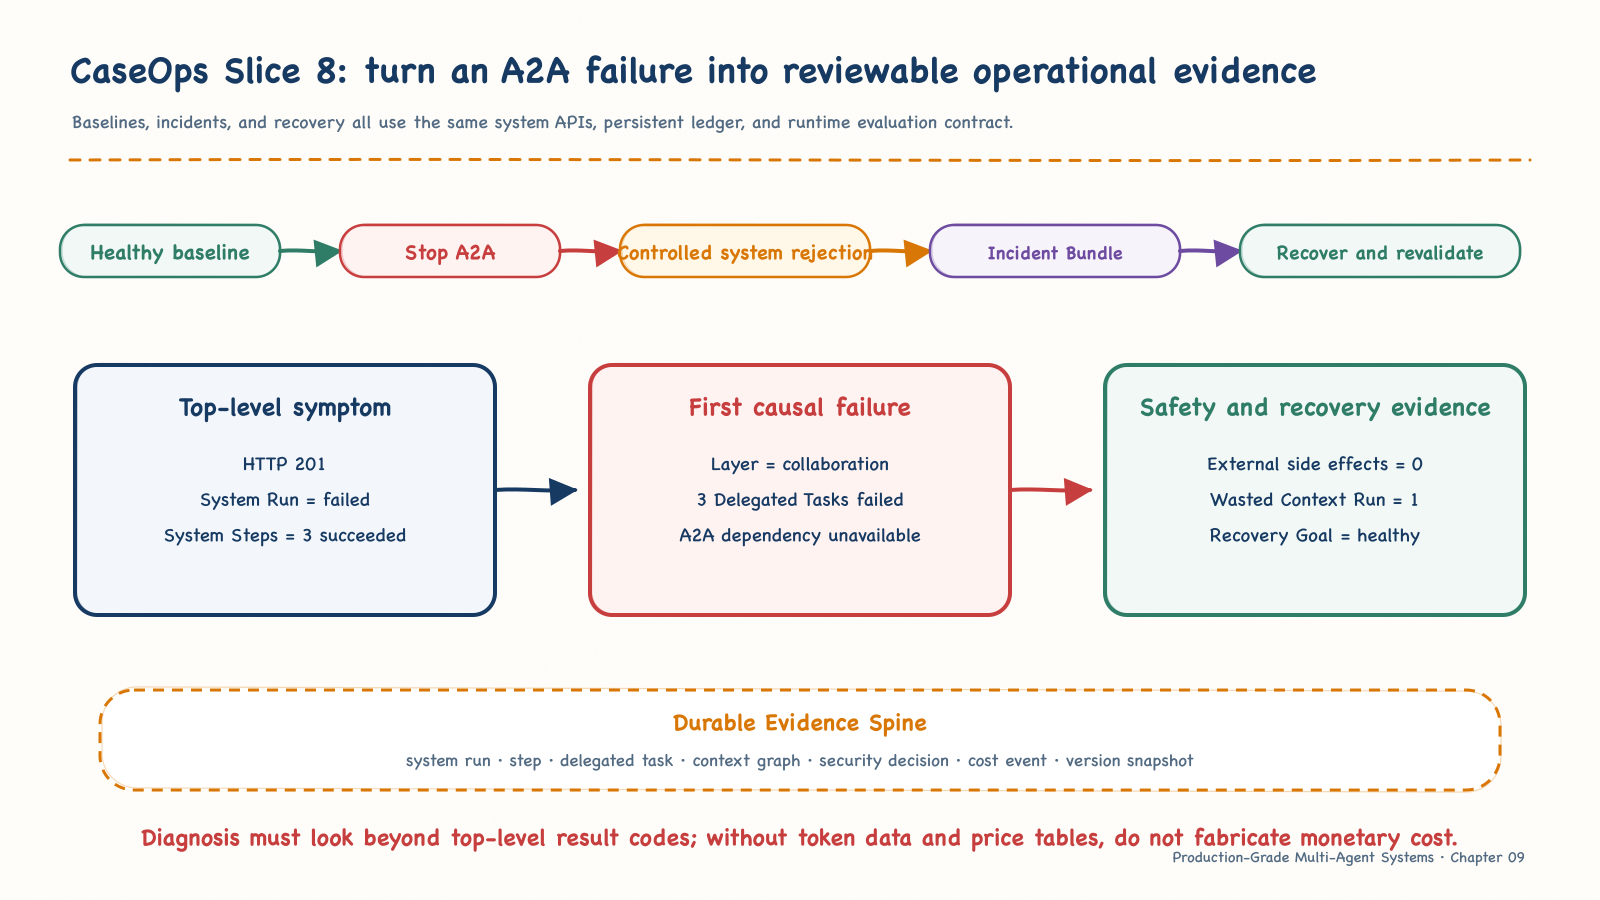 CaseOps Slice 8: turn an A2A failure into reviewable operational evidence
Baselines, incidents, and recovery all use the same system APIs, persistent ledger, and runtime evaluation contract.
Healthy baseline
Stop A2A
Controlled system rejection
Incident Bundle
Recover and revalidate
Top-level symptom
HTTP 201
System Run = failed
System Steps = 3 succeeded
First causal failure
Layer = collaboration
3 Delegated Tasks failed
A2A dependency unavailable
Safety and recovery evidence
External side effects = 0
Wasted Context Run = 1
Recovery Goal = healthy
Durable Evidence Spine
system run · step · delegated task · context graph · security decision · cost event · version snapshot
Diagnosis must look beyond top-level result codes; without token data and price tables, do not fabricate monetary cost.
Production-Grade Multi-Agent Systems · Chapter 09